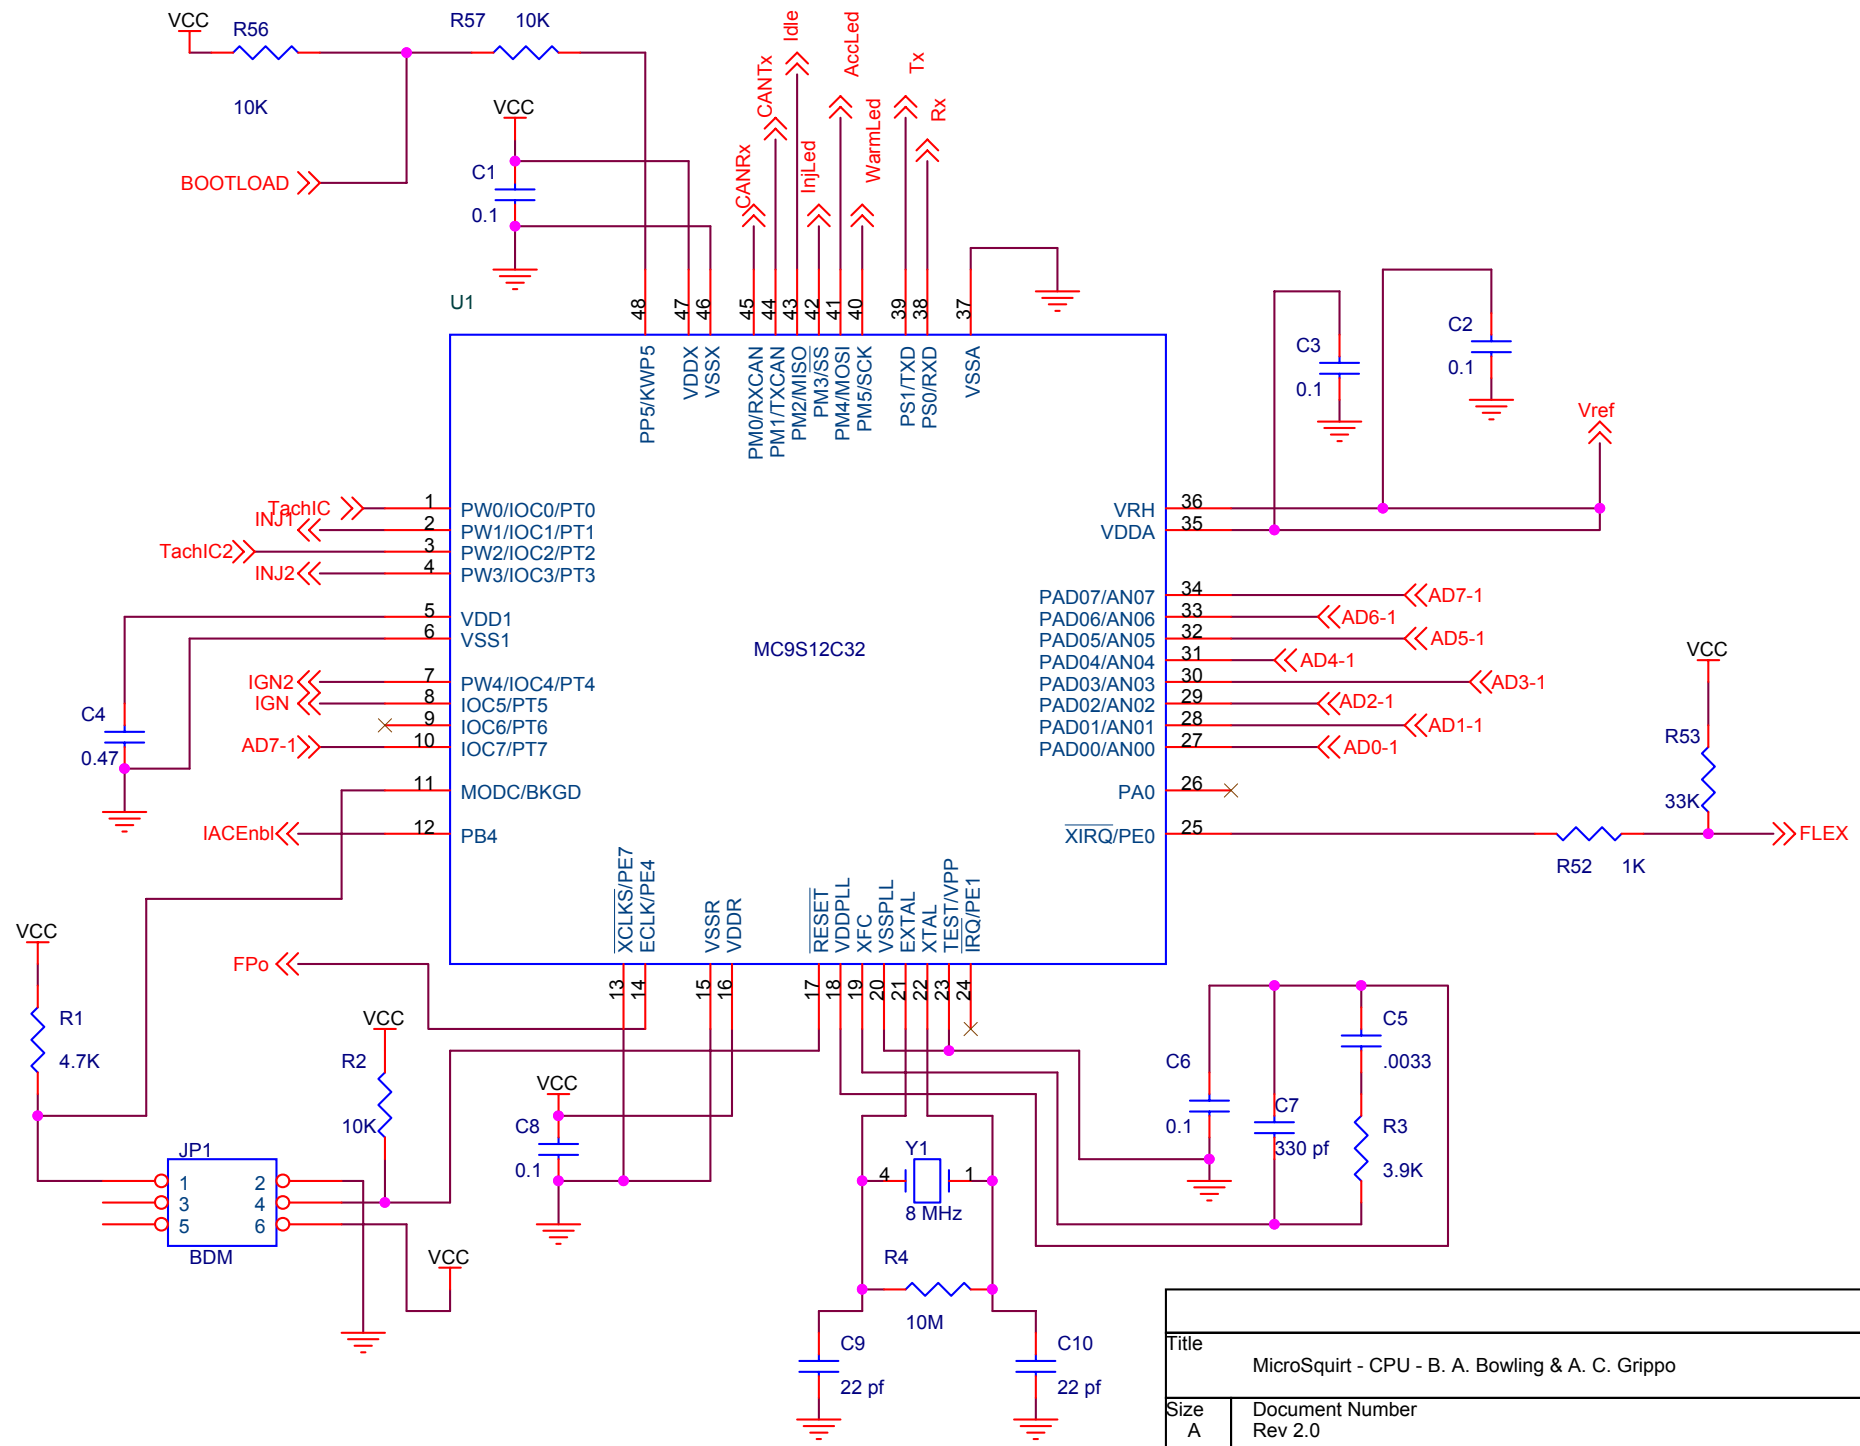 VCC
R56
10K
R57 10K
BOOTLOAD
VCC
C1
0.1
CANRx
CANTx
Idle
InjLed
AccLed
WarmLed
Tx
Rx
U1
48
47
46
45
44
43
42
41
40
39
38
37
PP5/KWP5
VDDX
VSSX
PM0/RXCAN
PM1/TXCAN
PM2/MISO
PM3/SS
PM4/MOSI
PM5/SCK
PS1/TXD
PS0/RXD
VSSA
C3
0.1
C2
0.1
Vref
TachIC 1 PW0/IOC0/PT0
INJ1 2 PW1/IOC1/PT1
TachIC2 3 PW2/IOC2/PT2
INJ2 4 PW3/IOC3/PT3
5 VDD1
6 VSS1
IGN2 7 PW4/IOC4/PT4
IGN 8 IOC5/PT5
9 IOC6/PT6
AD7-1 10 IOC7/PT7
11 MODC/BKGD
IACEnbl 12 PB4
C4
0.47
MC9S12C32
VRH 36
VDDA 35
PAD07/AN07 34 AD7-1
PAD06/AN06 33 AD6-1
PAD05/AN05 32 AD5-1
PAD04/AN04 31 AD4-1
PAD03/AN03 30 AD3-1
PAD02/AN02 29 AD2-1
PAD01/AN01 28 AD1-1
PAD00/AN00 27 AD0-1
PA0 26
XIRQ/PE0 25
VCC
R53
33K
R52 1K
FLEX
XCLKS/PE7
ECLK/PE4
VSSR
VDDR
RESET
VDDPLL
XFC
VSSPLL
EXTAL
XTAL
TEST/VPP
IRQ/PE1
13
14
15
16
17
18
19
20
21
22
23
24
FPo
VCC
R1
4.7K
VCC
R2
10K
JP1
1 2
3 4
5 6
BDM
VCC
VCC
C8
0.1
Y1
4 1
8 MHz
R4
10M
C9
22 pf
C10
22 pf
C6
0.1
C7
330 pf
C5
.0033
R3
3.9K
Title
MicroSquirt - CPU - B. A. Bowling & A. C. Grippo
Size
A
Document Number
Rev 2.0